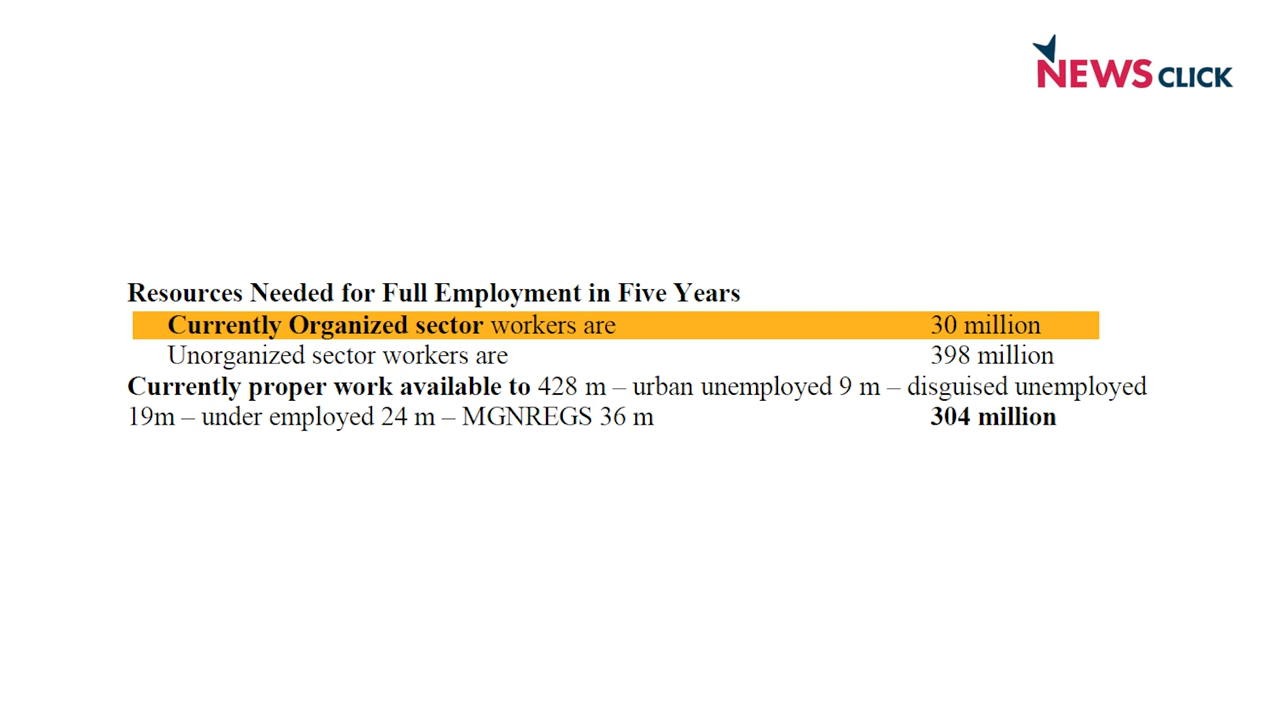 NEWS CLICK
Resources Needed for Full Employment in Five Years
Currently Organized sector workers are 30 million
Unorganized sector workers are 398 million
Currently proper work available to 428 m – urban unemployed 9 m – disguised unemployed
19m – under employed 24 m – MGNREGS 36 m 304 million